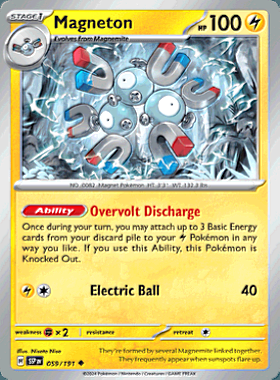 STAGE 1
Magneton
HP 100
Evolves from Magnemite
NO. 0082 Magnet Pokémon HT: 3'3" WT: 132.3 lbs.
Ability Overvolt Discharge
Once during your turn, you may attach up to 3 Basic Energy
cards from your discard pile to your Pokémon in any
way you like. If you use this Ability, this Pokémon is
Knocked Out.
Electric Ball 40
weakness ×2 resistance retreat
Illus.
059/191
They're formed by several Magnemite linked together.
They frequently appear when sunspots flare up.
©2024 Pokémon / Nintendo / Creatures / GAME FREAK